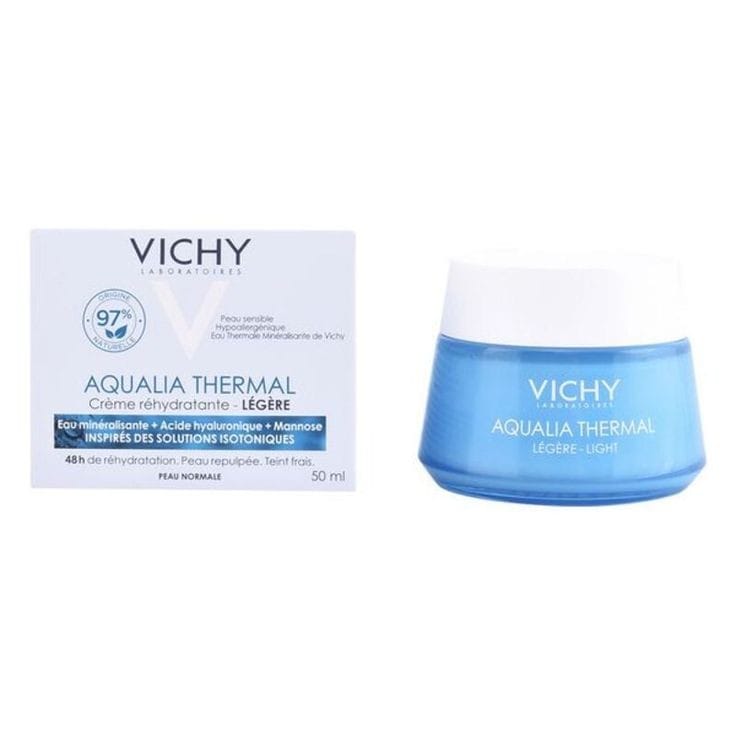 VICHY
LABORATOIRES
ORIGINE
97%
NATURELLE
Peau sensible
Hypoallergénique
Eau Thermale Minéralisante de Vichy
AQUALIA THERMAL
Crème réhydratante - LÉGÈRE
Eau minéralisante + Acide hyaluronique + Mannose
INSPIRÉS DES SOLUTIONS ISOTONIQUES
48h de réhydratation. Peau repulpée. Teint frais.
PEAU NORMALE
50 ml
VICHY
LABORATOIRES
AQUALIA THERMAL
LÉGÈRE - LIGHT